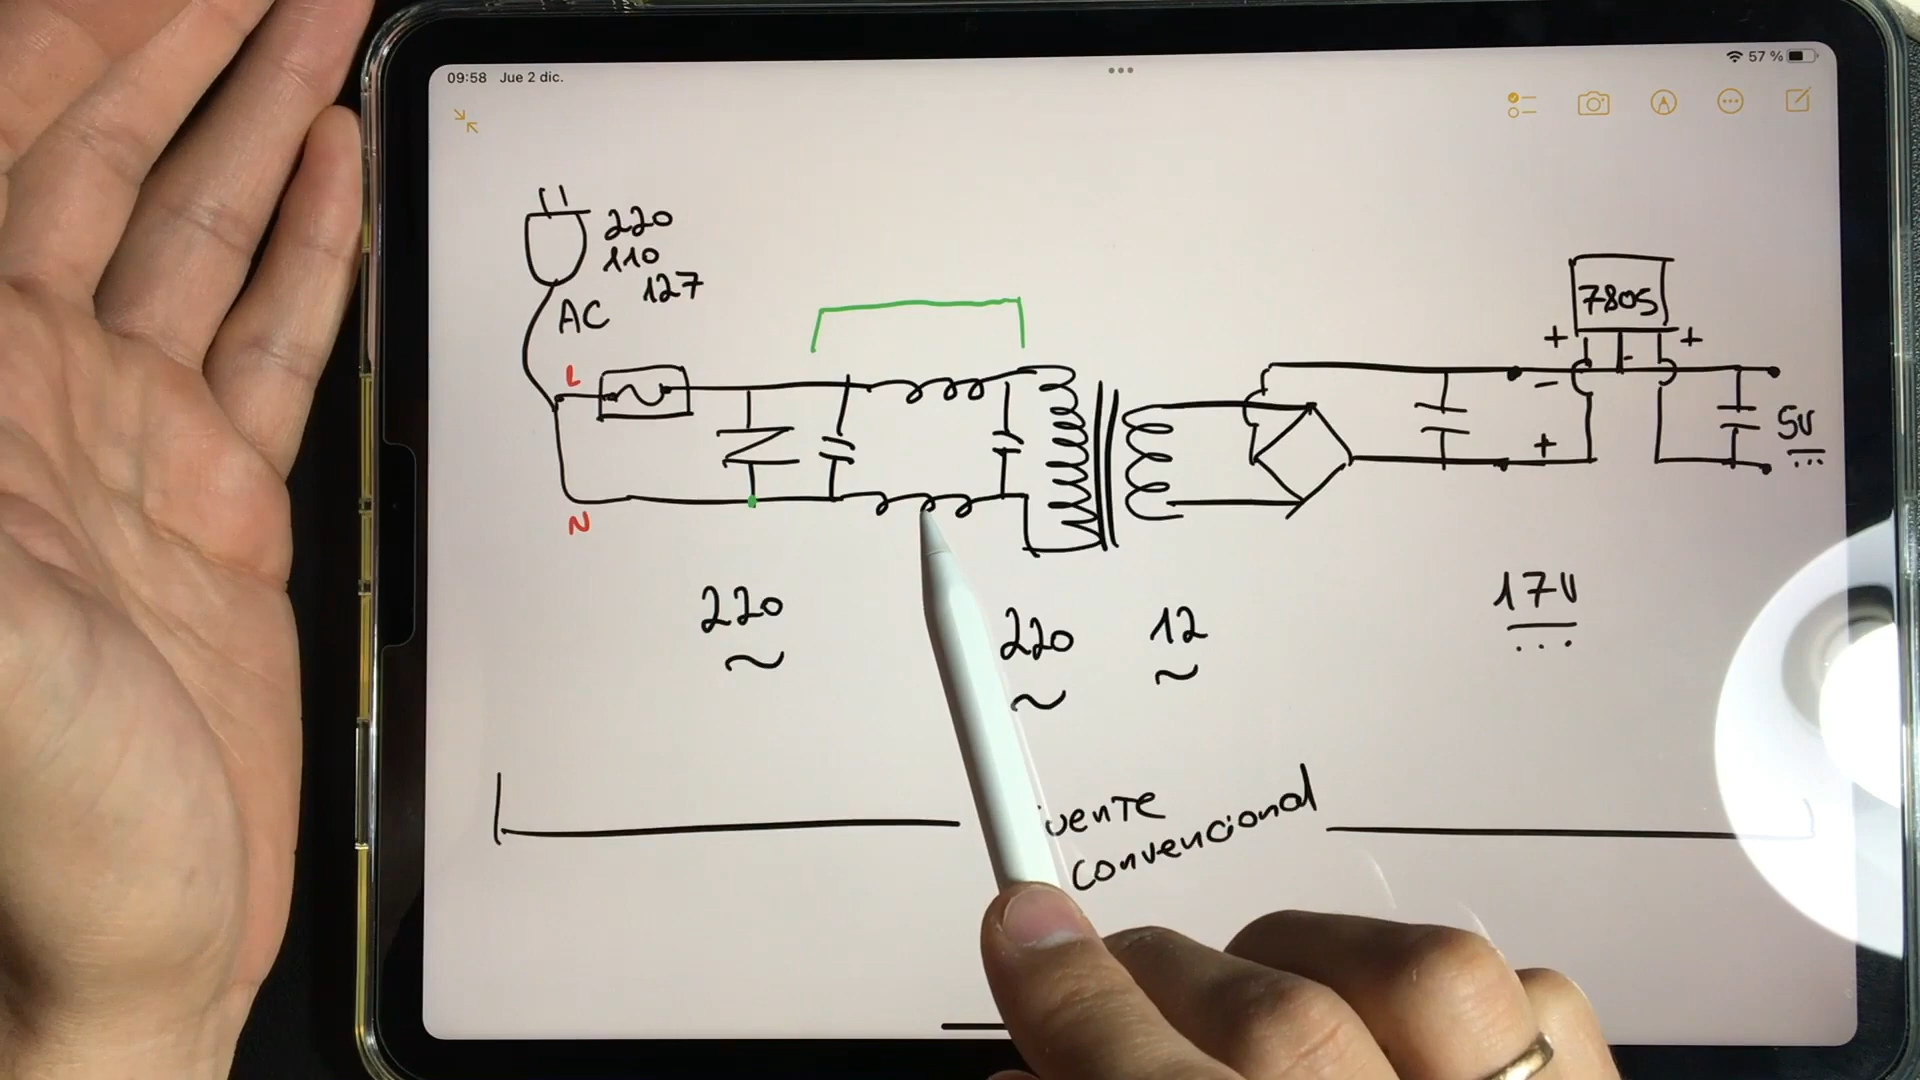 09:58 Jue 2 dic.
57 %
220
110
127
AC
L
N
7805
+
+
-
-
+
5V
220
~
220
~
12
~
17V
uente
convencional